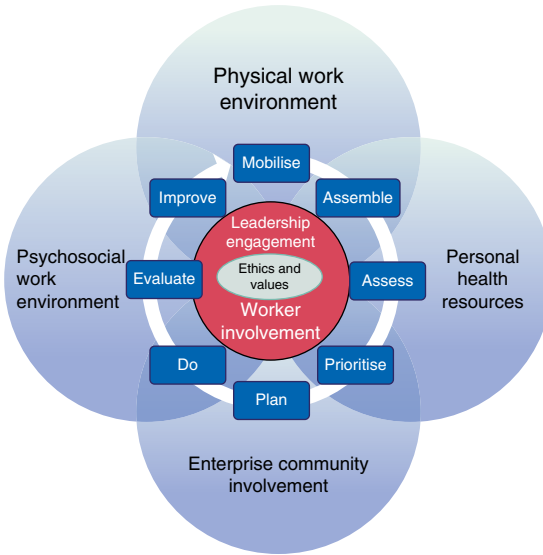 Physical work
environment
Mobilise
Improve
Assemble
Leadership
engagement
Psychosocial
work
environment
Evaluate
Ethics and
values
Assess
Personal
health
resources
Worker
involvement
Do
Prioritise
Plan
Enterprise community
involvement